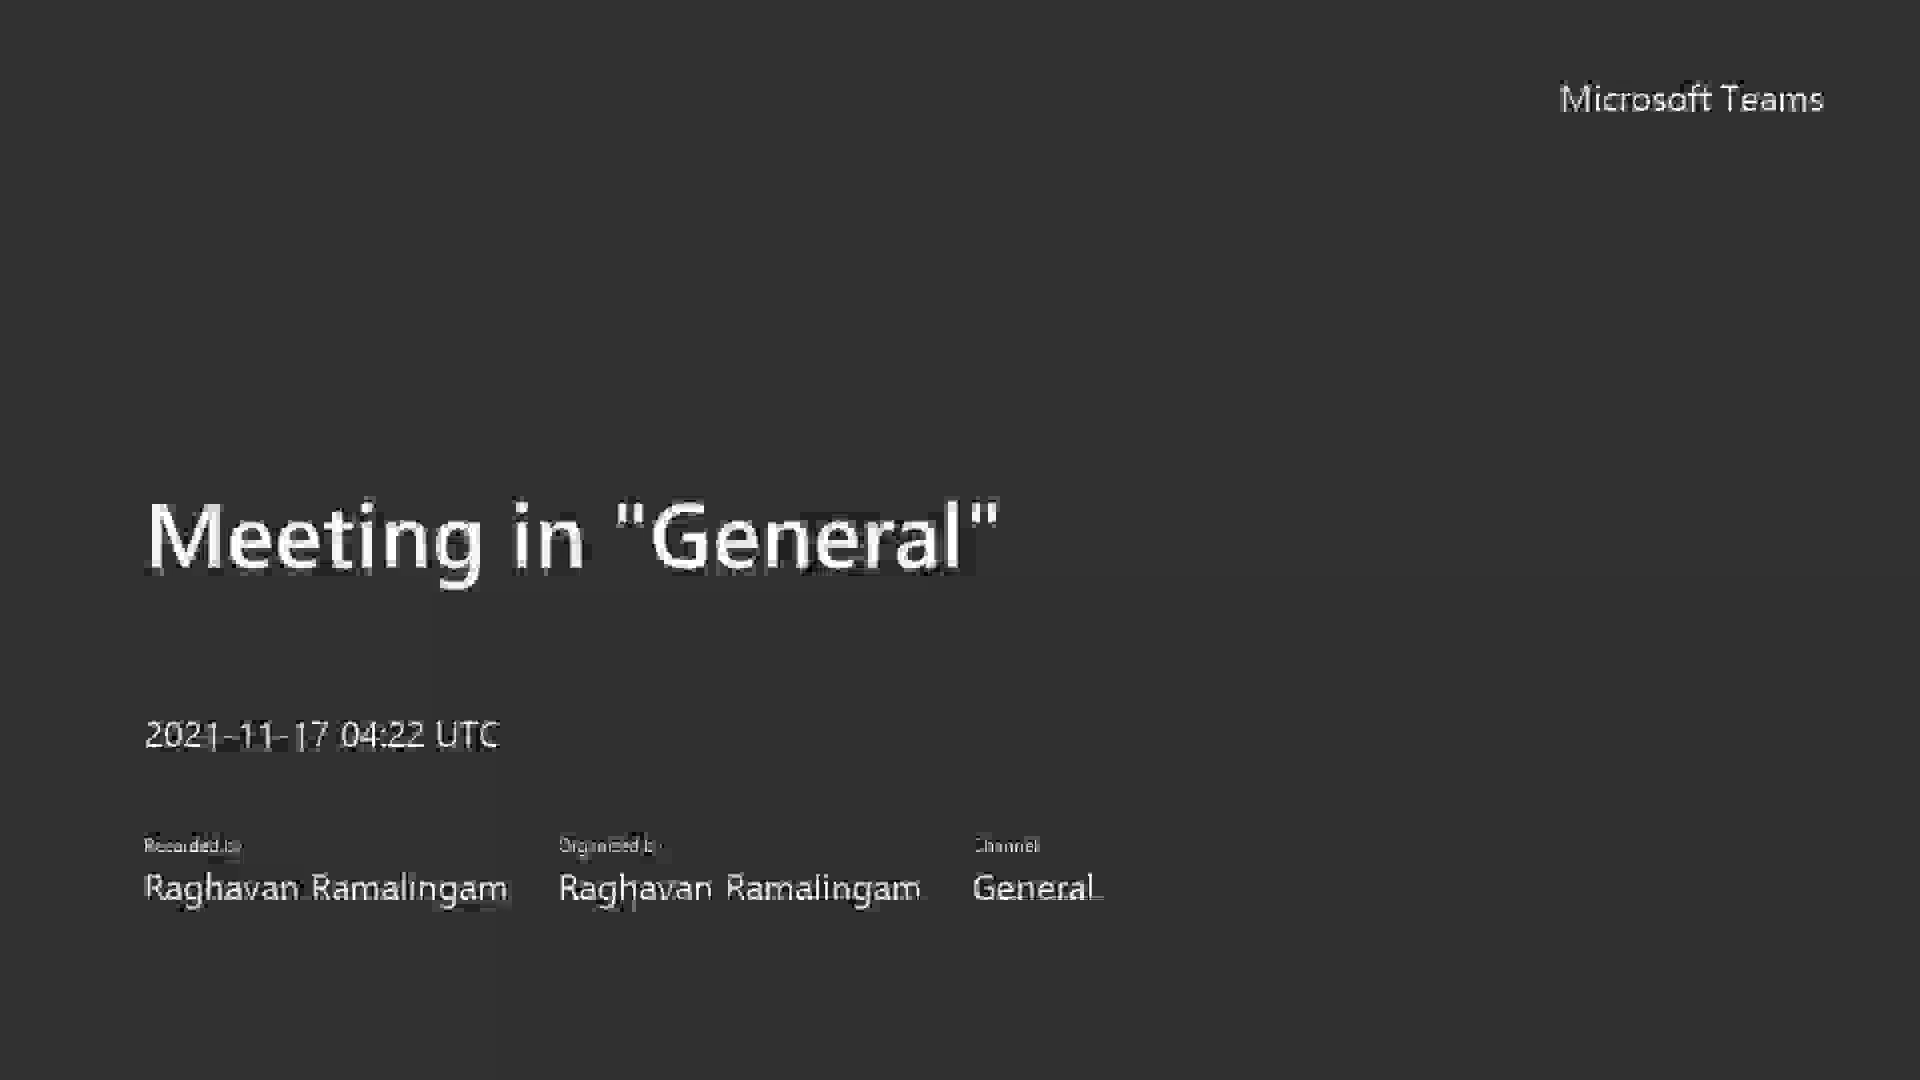 Microsoft Teams
Meeting in "General"
2021-11-17 04:22 UTC
Recorded by
Organized by
Channel
Raghavan Ramalingam
Raghavan Ramalingam
General